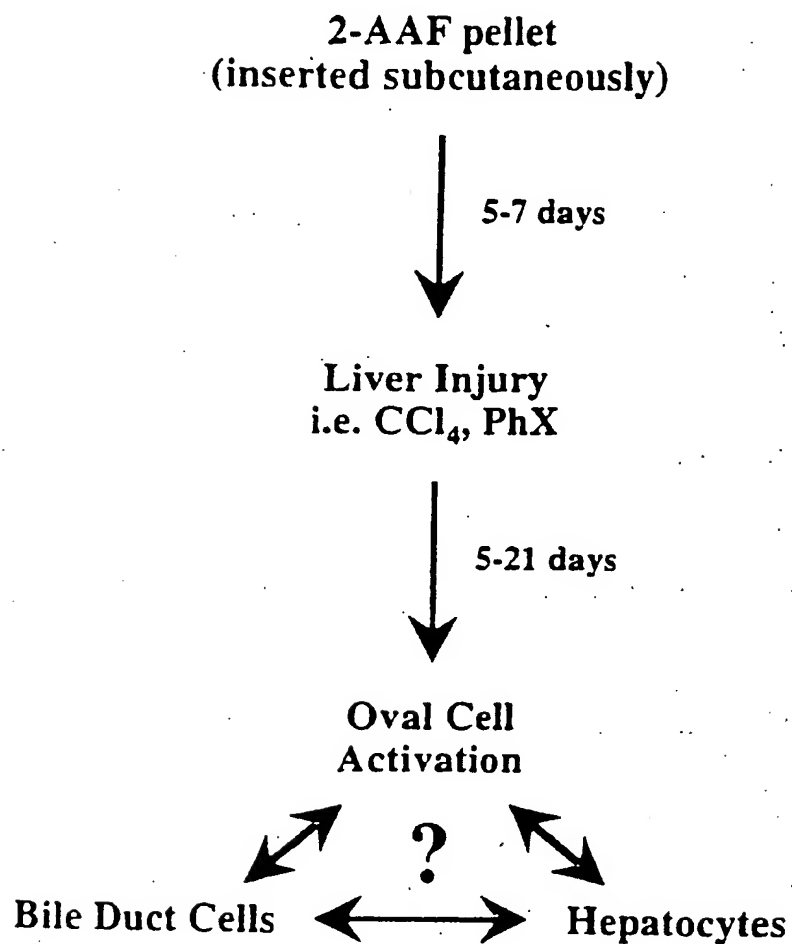 2-AAF pellet
(inserted subcutaneously)
5-7 days
Liver Injury
i.e. CCl₄, PhX
5-21 days
Oval Cell
Activation
?
Bile Duct Cells
Hepatocytes